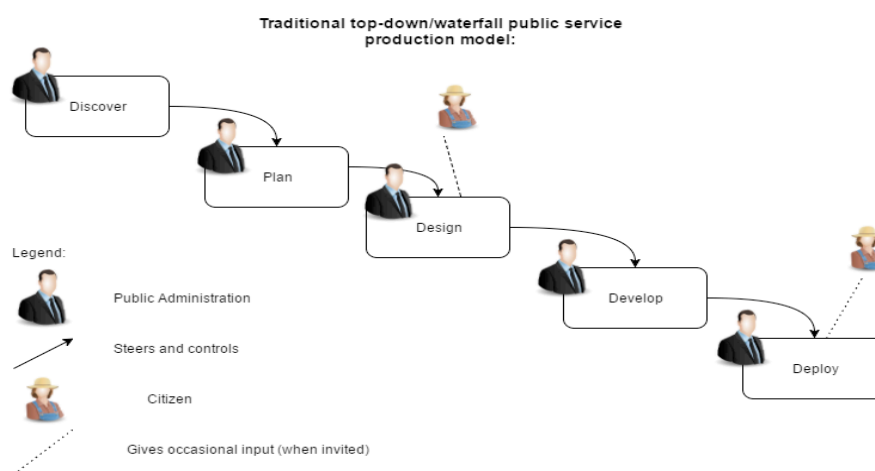 Traditional top-down/waterfall public service
production model:
Discover
Plan
Design
Develop
Deploy
Legend:
Public Administration
Steers and controls
Citizen
Gives occasional input (when invited)